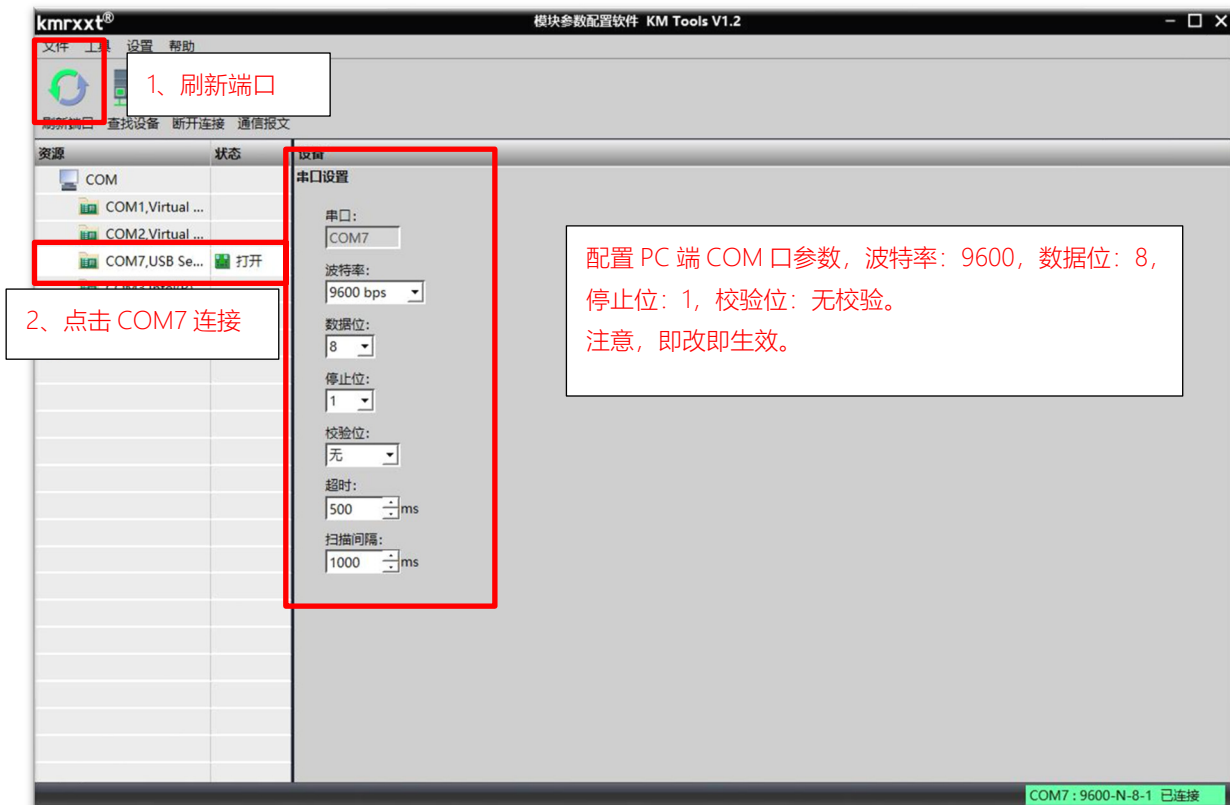 kmrxxt®
模块参数配置软件 KM Tools V1.2
文件 工具 设置 帮助
1、刷新端口
刷新端口 查找设备 断开连接 通信报文
资源 状态 设备
COM
串口设置
COM1,Virtual ...
COM2,Virtual ...
COM7,USB Se... 打开
2、点击 COM7 连接
串口:
COM7
波特率:
9600 bps
数据位:
8
停止位:
1
校验位:
无
超时:
500 ms
扫描间隔:
1000 ms
配置 PC 端 COM 口参数，波特率：9600，数据位：8，
停止位：1，校验位：无校验。
注意，即改即生效。
COM7 : 9600-N-8-1 已连接